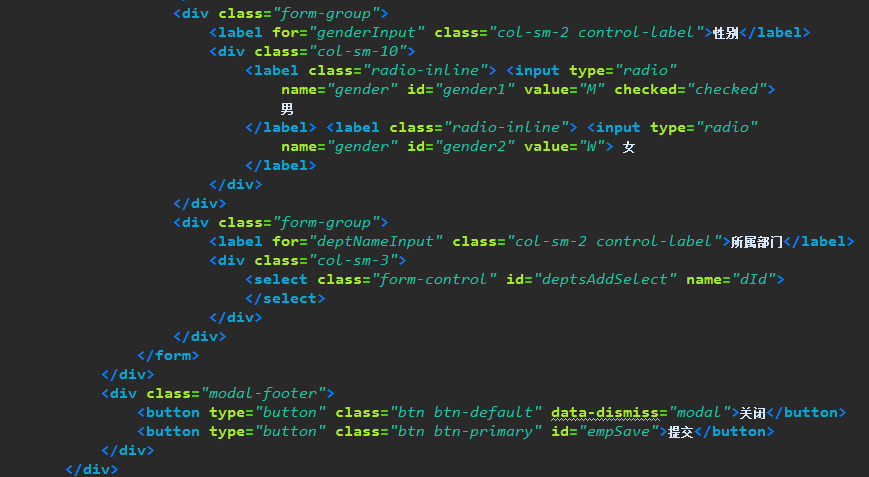 <div class="form-group">
<label for="genderInput" class="col-sm-2 control-label">性别</label>
<div class="col-sm-10">
<label class="radio-inline"> <input type="radio"
name="gender" id="gender1" value="M" checked="checked">
男
</label> <label class="radio-inline"> <input type="radio"
name="gender" id="gender2" value="W"> 女
</label>
</div>
</div>
<div class="form-group">
<label for="deptNameInput" class="col-sm-2 control-label">所属部门</label>
<div class="col-sm-3">
<select class="form-control" id="deptsAddSelect" name="dId">
</select>
</div>
</div>
</form>
</div>
<div class="modal-footer">
<button type="button" class="btn btn-default" data-dismiss="modal">关闭</button>
<button type="button" class="btn btn-primary" id="empSave">提交</button>
</div>
</div>